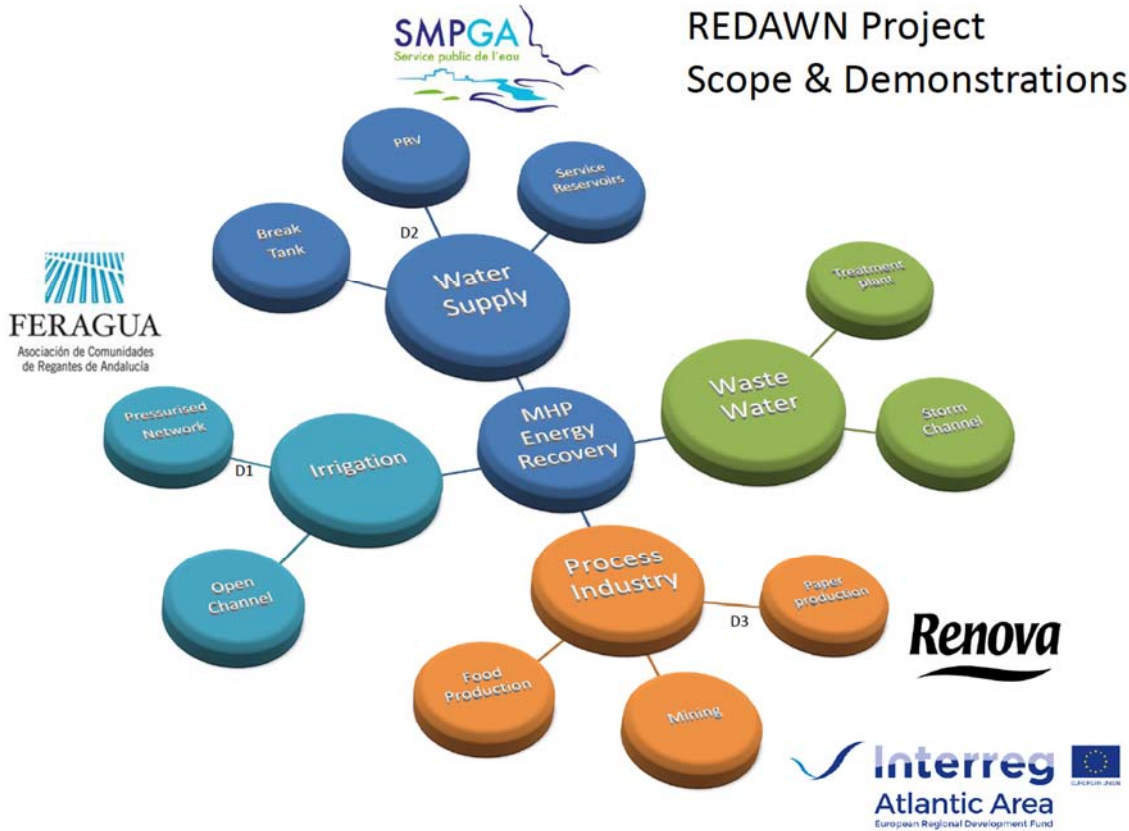 SMPGA
Service public de l'eau
REDAWN Project
Scope & Demonstrations
PRV
Service
Reservoirs
D2
Break
Tank
Water
Supply
Treatment
plant
FERAGUA
Asociación de Comunidades
de Regantes de Andalucía
Waste
Water
Storm
Channel
Pressurised
Network
D1
Irrigation
MHP
Energy
Recovery
Open
Channel
Process
Industry
Paper
production
D3
Renova
Food
Production
Mining
Interreg
EUROPEAN UNION
Atlantic Area
European Regional Development Fund